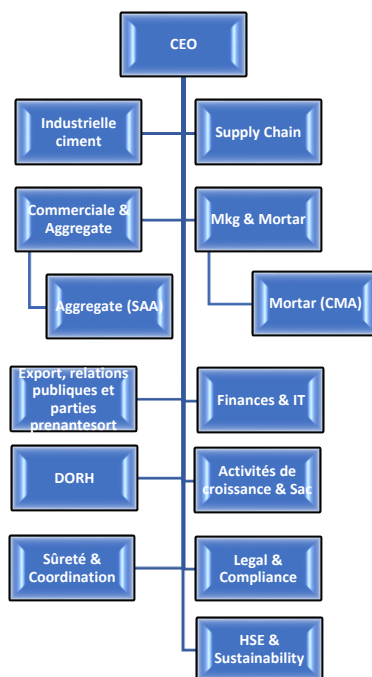 CEO
Industrielle
ciment
Supply Chain
Commerciale &
Aggregate
Mkg & Mortar
Aggregate (SAA)
Mortar (CMA)
Export, relations
publiques et
parties
prenantesort
Finances & IT
DORH
Activités de
croissance & Sac
Sûreté &
Coordination
Legal &
Compliance
HSE &
Sustainability